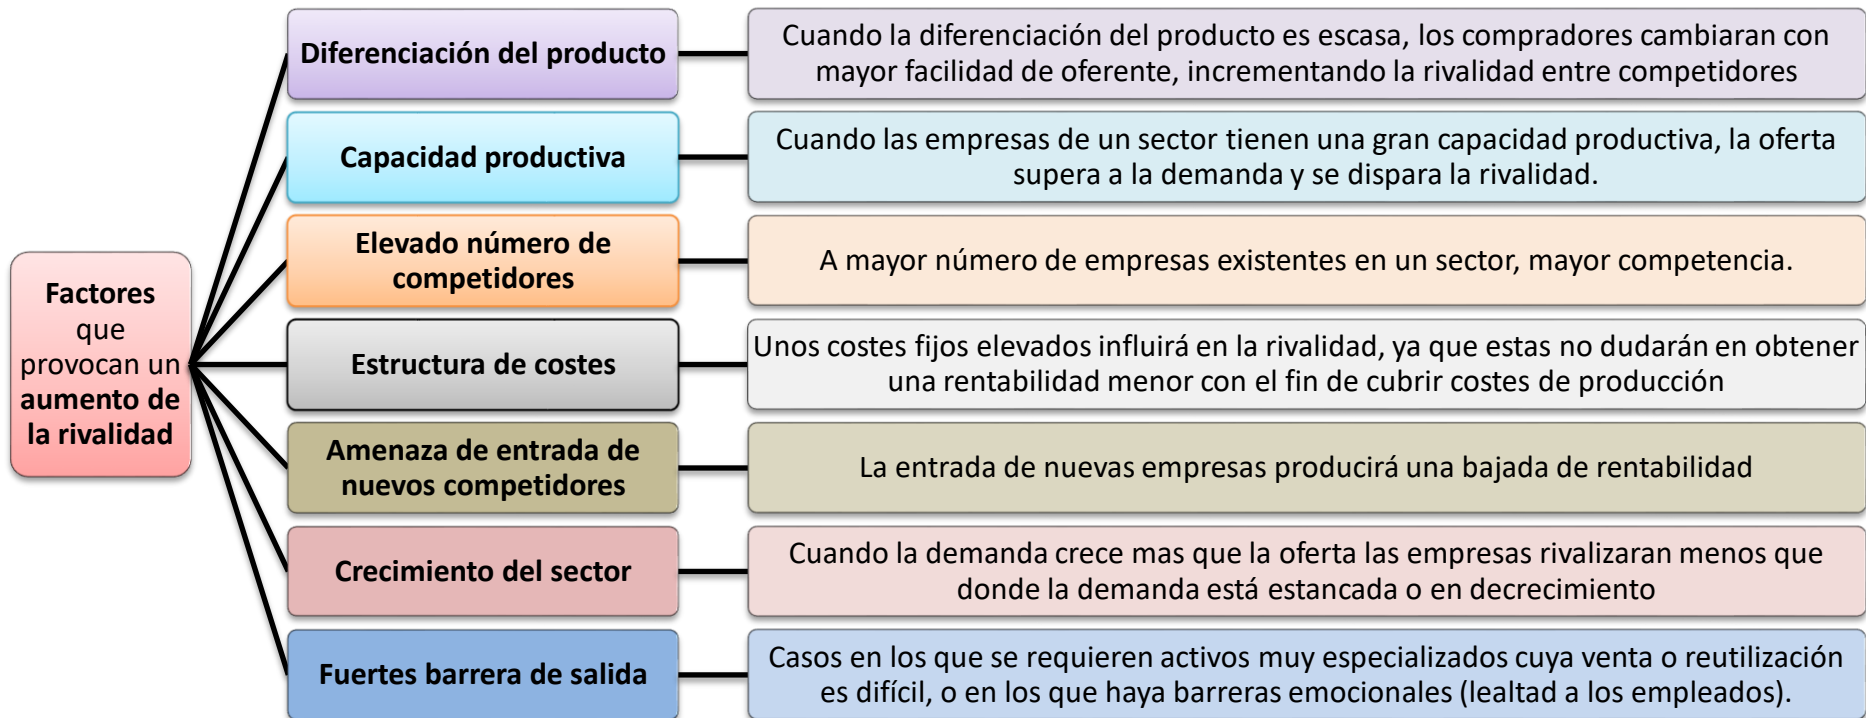 Factores
que
provocan un
aumento de
la rivalidad
Diferenciación del producto
Cuando la diferenciación del producto es escasa, los compradores cambiaran con
mayor facilidad de oferente, incrementando la rivalidad entre competidores
Capacidad productiva
Cuando las empresas de un sector tienen una gran capacidad productiva, la oferta
supera a la demanda y se dispara la rivalidad.
Elevado número de
competidores
A mayor número de empresas existentes en un sector, mayor competencia.
Estructura de costes
Unos costes fijos elevados influirá en la rivalidad, ya que estas no dudarán en obtener
una rentabilidad menor con el fin de cubrir costes de producción
Amenaza de entrada de
nuevos competidores
La entrada de nuevas empresas producirá una bajada de rentabilidad
Crecimiento del sector
Cuando la demanda crece mas que la oferta las empresas rivalizaran menos que
donde la demanda está estancada o en decrecimiento
Fuertes barrera de salida
Casos en los que se requieren activos muy especializados cuya venta o reutilización
es difícil, o en los que haya barreras emocionales (lealtad a los empleados).